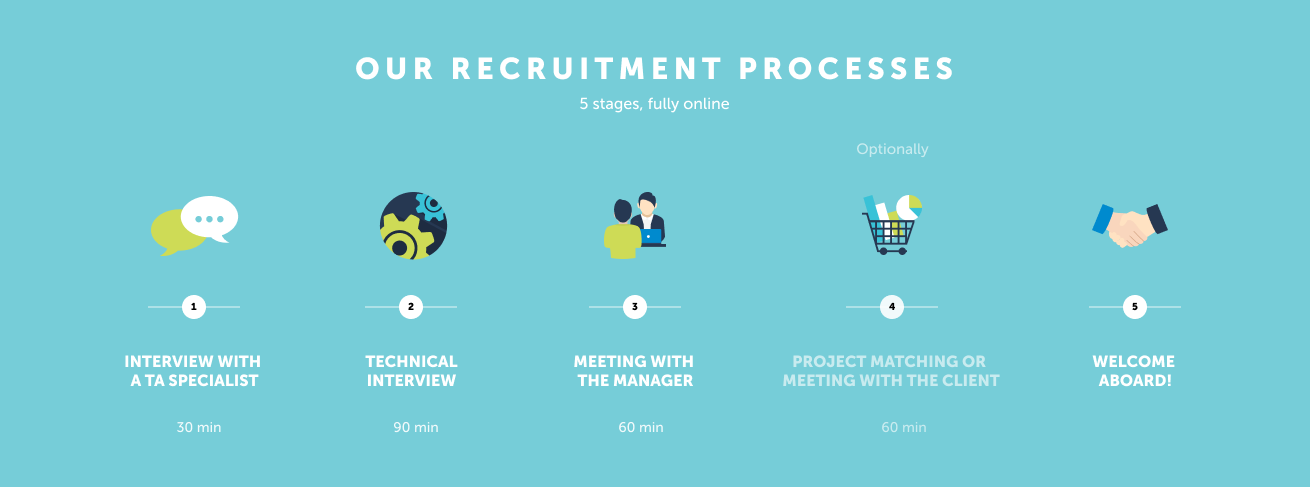 OUR RECRUITMENT PROCESSES
5 stages, fully online
Optionally
1
2
3
4
5
INTERVIEW WITH
A TA SPECIALIST
TECHNICAL
INTERVIEW
MEETING WITH
THE MANAGER
PROJECT MATCHING OR
MEETING WITH THE CLIENT
WELCOME
ABOARD!
30 min
90 min
60 min
60 min